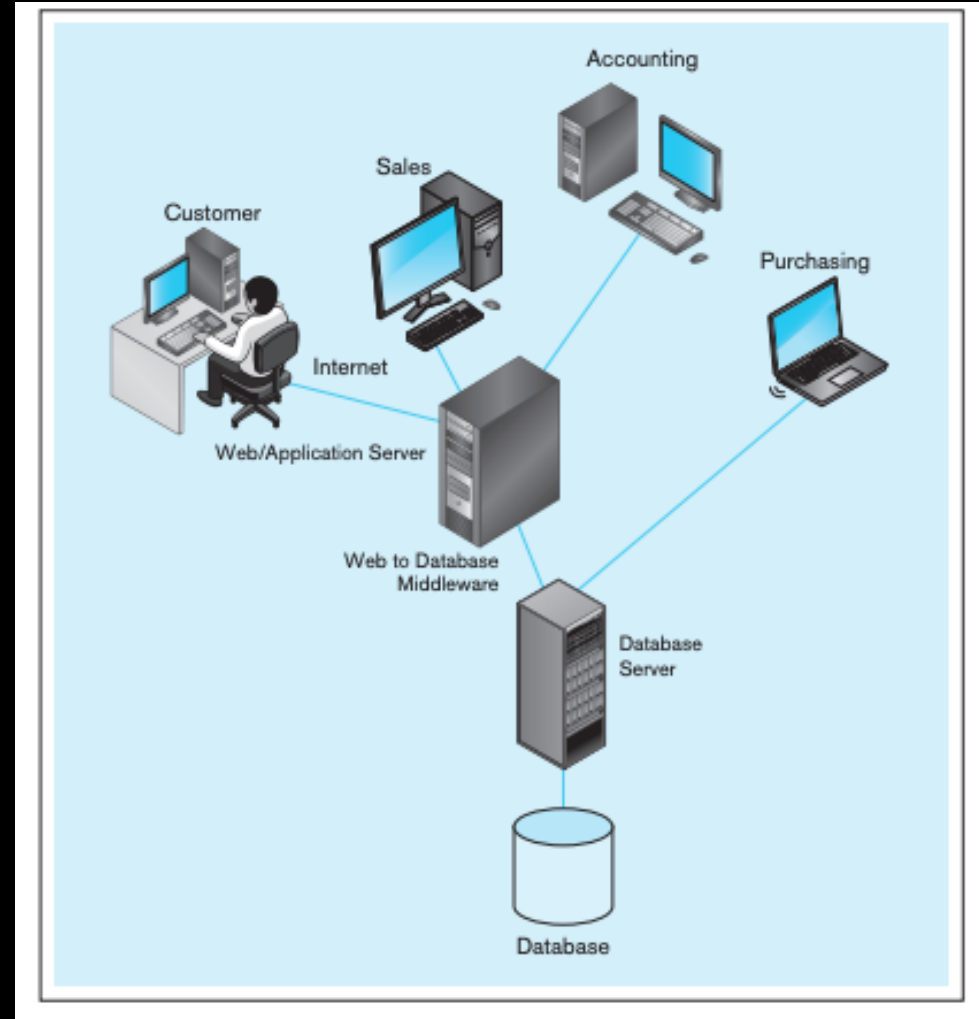 Accounting
Sales
Customer
Purchasing
Internet
Web/Application Server
Web to Database
Middleware
Database
Server
Database